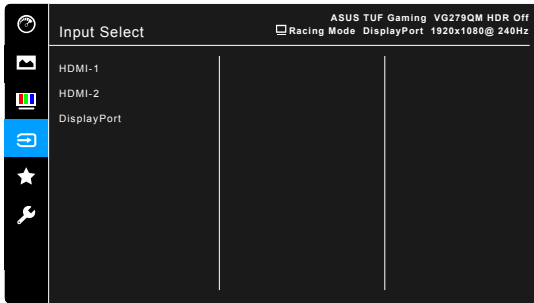 ASUS TUF Gaming VG279QM HDR Off
Input Select
Racing Mode DisplayPort 1920x1080@ 240Hz
HDMI-1
HDMI-2
DisplayPort